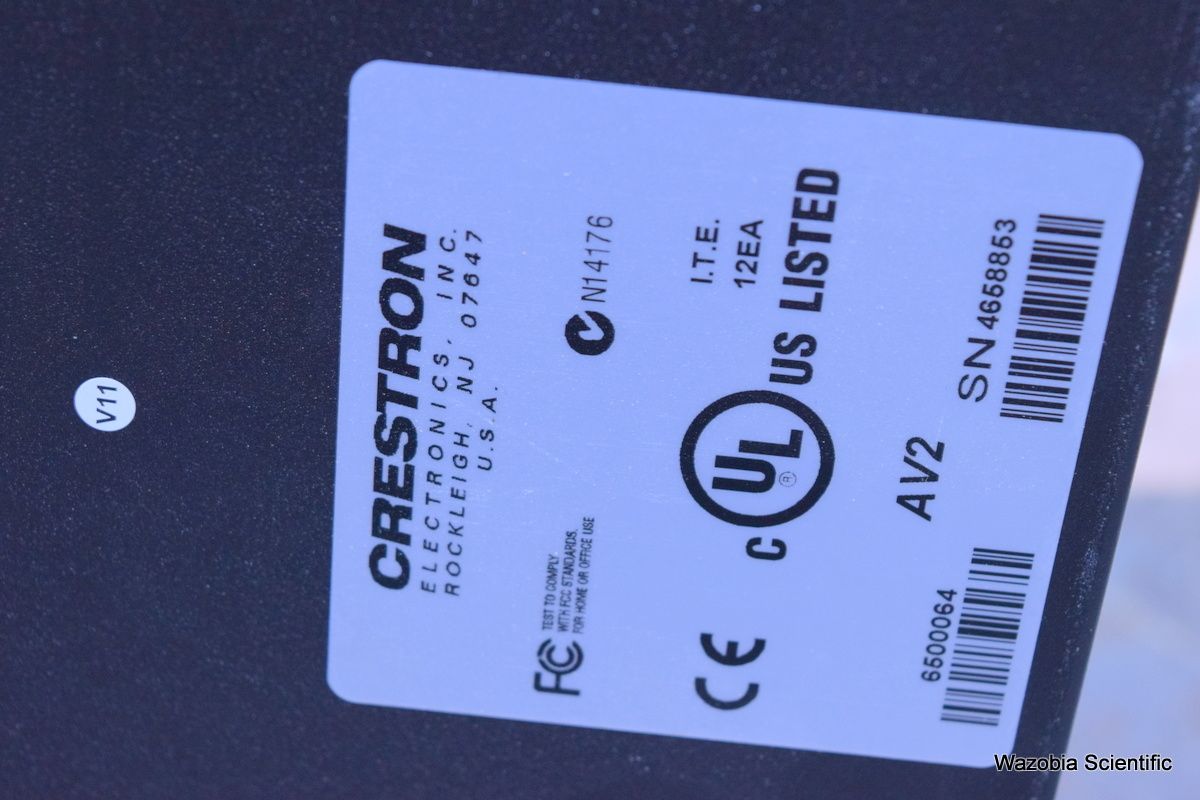 CRESTRON
ELECTRONICS, INC.
ROCKLEIGH, NJ 07647
U.S.A.
FC TEST TO COMPLY
WITH FCC STANDARDS.
FOR HOME OR OFFICE USE
N14176
CE
C UL ® US LISTED
I.T.E.
12EA
6500064
AV2
SN 4658853
V11
Wazobia Scientific